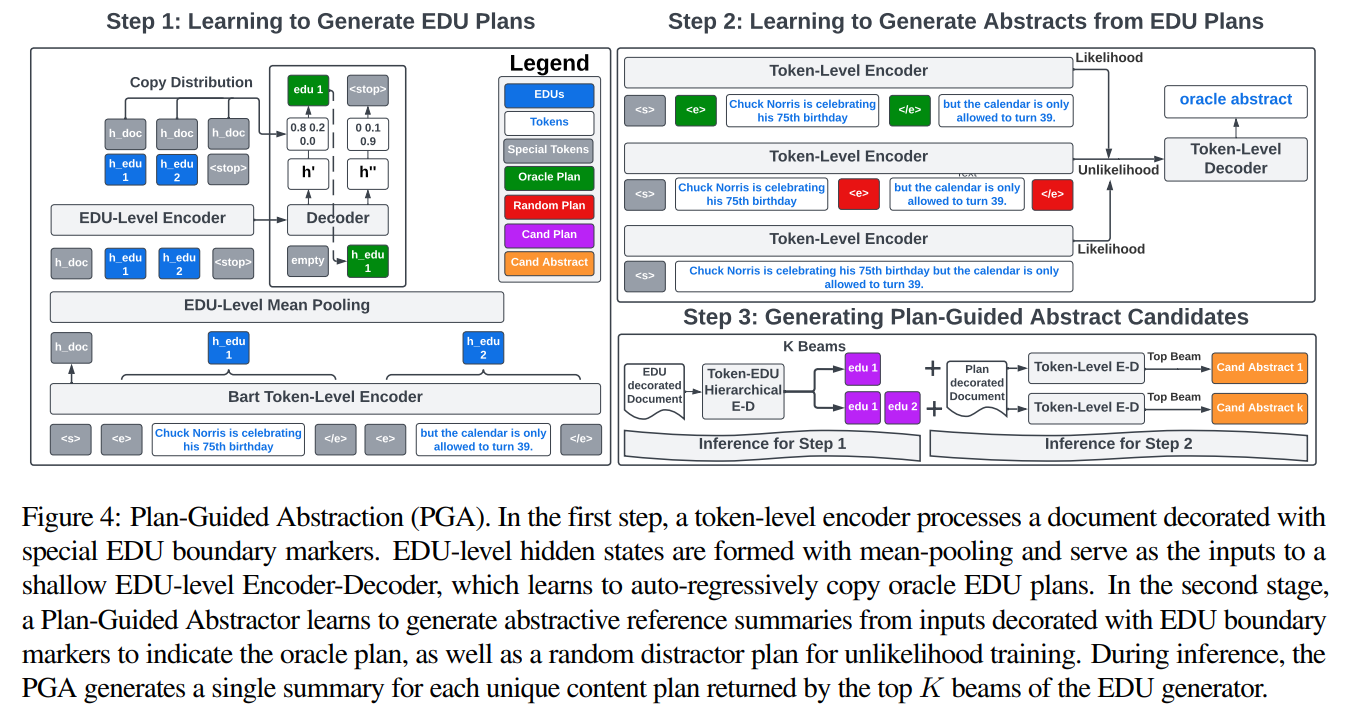 Step 1: Learning to Generate EDU Plans
Copy Distribution
edu 1
<stop>
h_doc
h_doc
h_doc
0.8 0.2
0.0
0 0.1
0.9
h_edu
1
h_edu
2
<stop>
h'
h''
EDU-Level Encoder
Decoder
h_doc
h_edu
1
h_edu
2
<stop>
empty
h_edu
1
EDU-Level Mean Pooling
h_doc
h_edu
1
h_edu
2
Bart Token-Level Encoder
<s>
<e>
Chuck Norris is celebrating
his 75th birthday
</e>
<e>
but the calendar is only
allowed to turn 39.
</e>
Legend
EDUs
Tokens
Special Tokens
Oracle Plan
Random Plan
Cand Plan
Cand Abstract
Step 2: Learning to Generate Abstracts from EDU Plans
Token-Level Encoder
Likelihood
<s>
<e>
Chuck Norris is celebrating
his 75th birthday
</e>
but the calendar is only
allowed to turn 39.
oracle abstract
Token-Level Encoder
Unlikelihood
Token-Level
Decoder
<s>
Chuck Norris is celebrating
his 75th birthday
<e>
but the calendar is only
allowed to turn 39.
</e>
Token-Level Encoder
Likelihood
<s>
Chuck Norris is celebrating his 75th birthday but the calendar is only
allowed to turn 39.
Step 3: Generating Plan-Guided Abstract Candidates
K Beams
EDU
decorated
Document
Token-EDU
Hierarchical
E-D
edu 1
edu 1
edu 2
+
+
Plan
decorated
Document
Token-Level E-D
Top Beam
Cand Abstract 1
Token-Level E-D
Top Beam
Cand Abstract k
Inference for Step 1
Inference for Step 2
Figure 4: Plan-Guided Abstraction (PGA). In the first step, a token-level encoder processes a document decorated with
special EDU boundary markers. EDU-level hidden states are formed with mean-pooling and serve as the inputs to a
shallow EDU-level Encoder-Decoder, which learns to auto-regressively copy oracle EDU plans. In the second stage,
a Plan-Guided Abstractor learns to generate abstractive reference summaries from inputs decorated with EDU boundary
markers to indicate the oracle plan, as well as a random distractor plan for unlikelihood training. During inference, the
PGA generates a single summary for each unique content plan returned by the top K beams of the EDU generator.